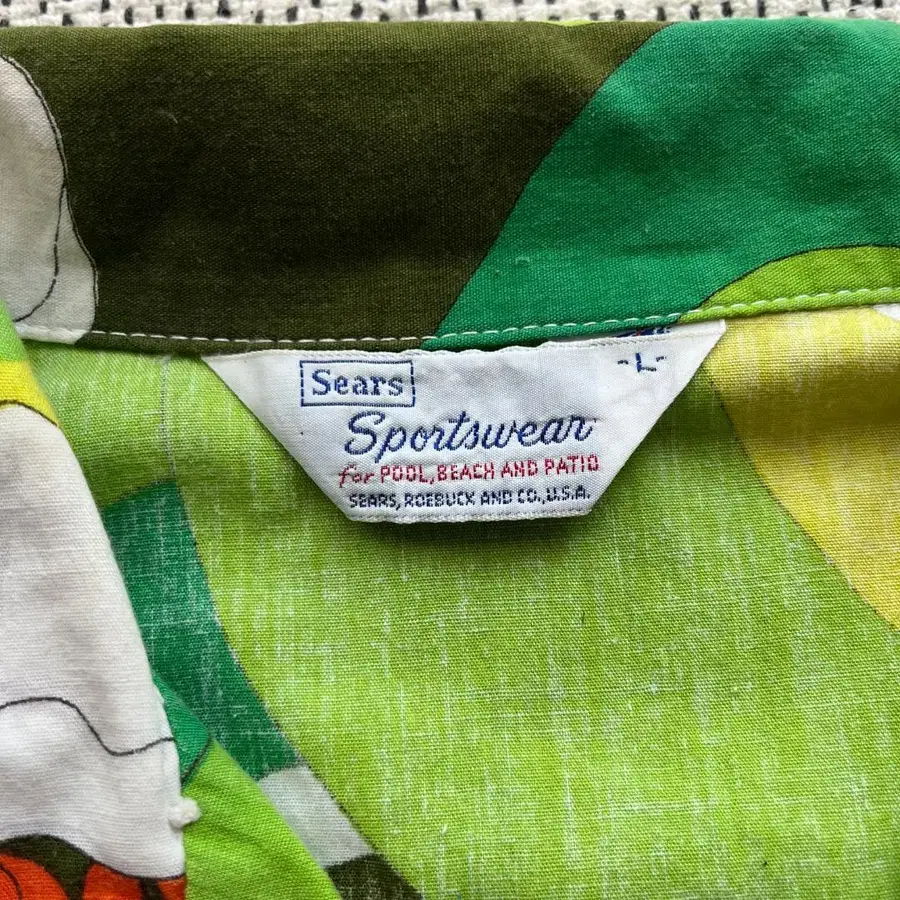 Sears
-L-
Sportswear
for POOL, BEACH AND PATIO
SEARS, ROEBUCK AND CO., U.S.A.